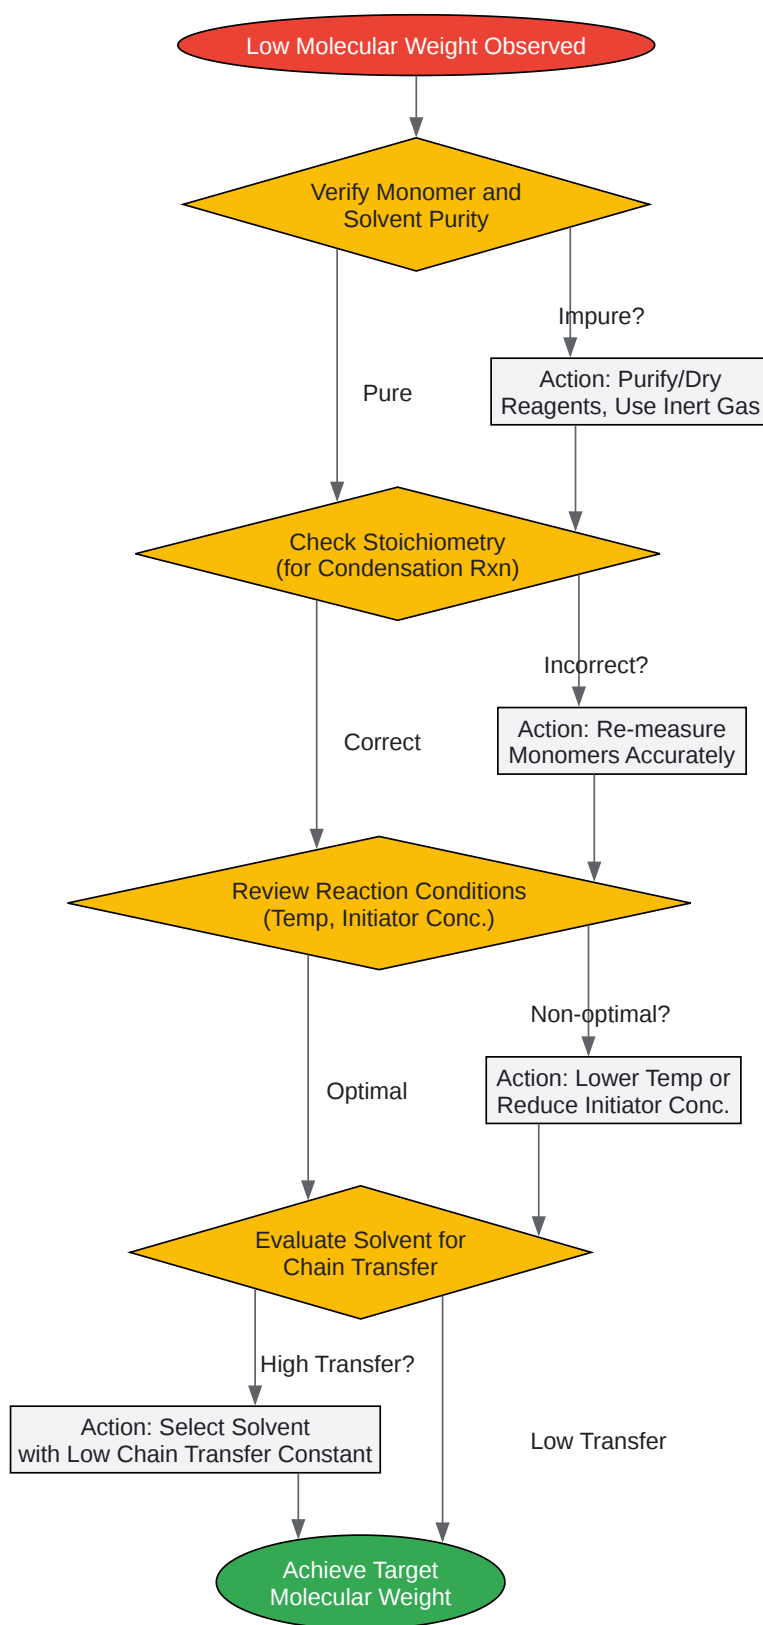 Low Molecular Weight Observed
Verify Monomer and
Solvent Purity
Impure?
Pure
Action: Purify/Dry
Reagents, Use Inert Gas
Check Stoichiometry
(for Condensation Rxn)
Incorrect?
Correct
Action: Re-measure
Monomers Accurately
Review Reaction Conditions
(Temp, Initiator Conc.)
Non-optimal?
Optimal
Action: Lower Temp or
Reduce Initiator Conc.
Evaluate Solvent for
Chain Transfer
High Transfer?
Action: Select Solvent
with Low Chain Transfer Constant
Low Transfer
Achieve Target
Molecular Weight